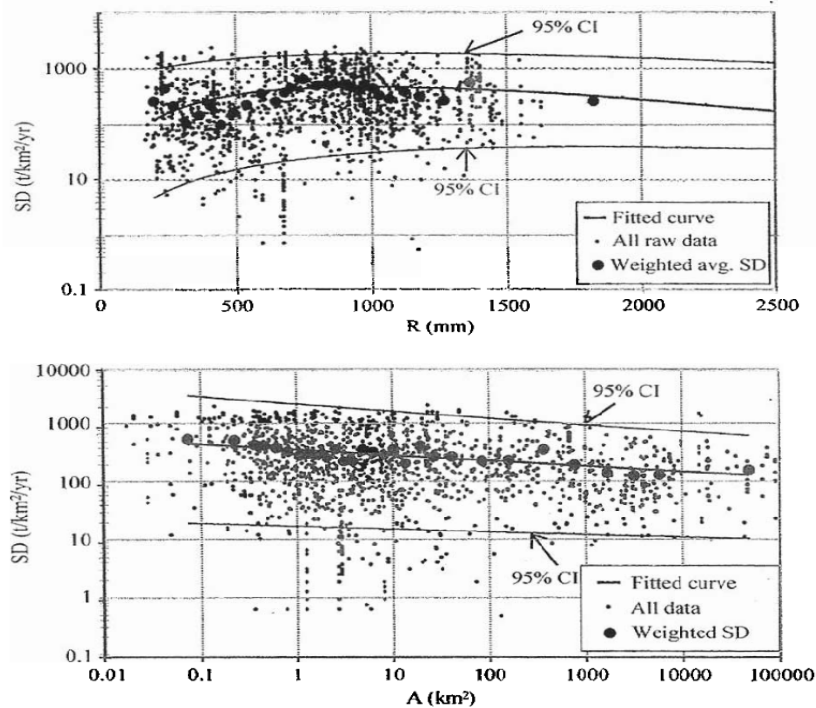 95% CI
1000
SD (t/km²/yr)
10
95% CI
Fitted curve
All raw data
Weighted avg. SD
0.1
0 500 1000 1500 2000 2500
R (mm)
10000
95% CI
1000
SD (t/km²/yr)
100
10
95% CI
Fitted curve
1
All data
Weighted SD
0.1
0.01 0.1 1 10 100 1000 10000 100000
A (km²)